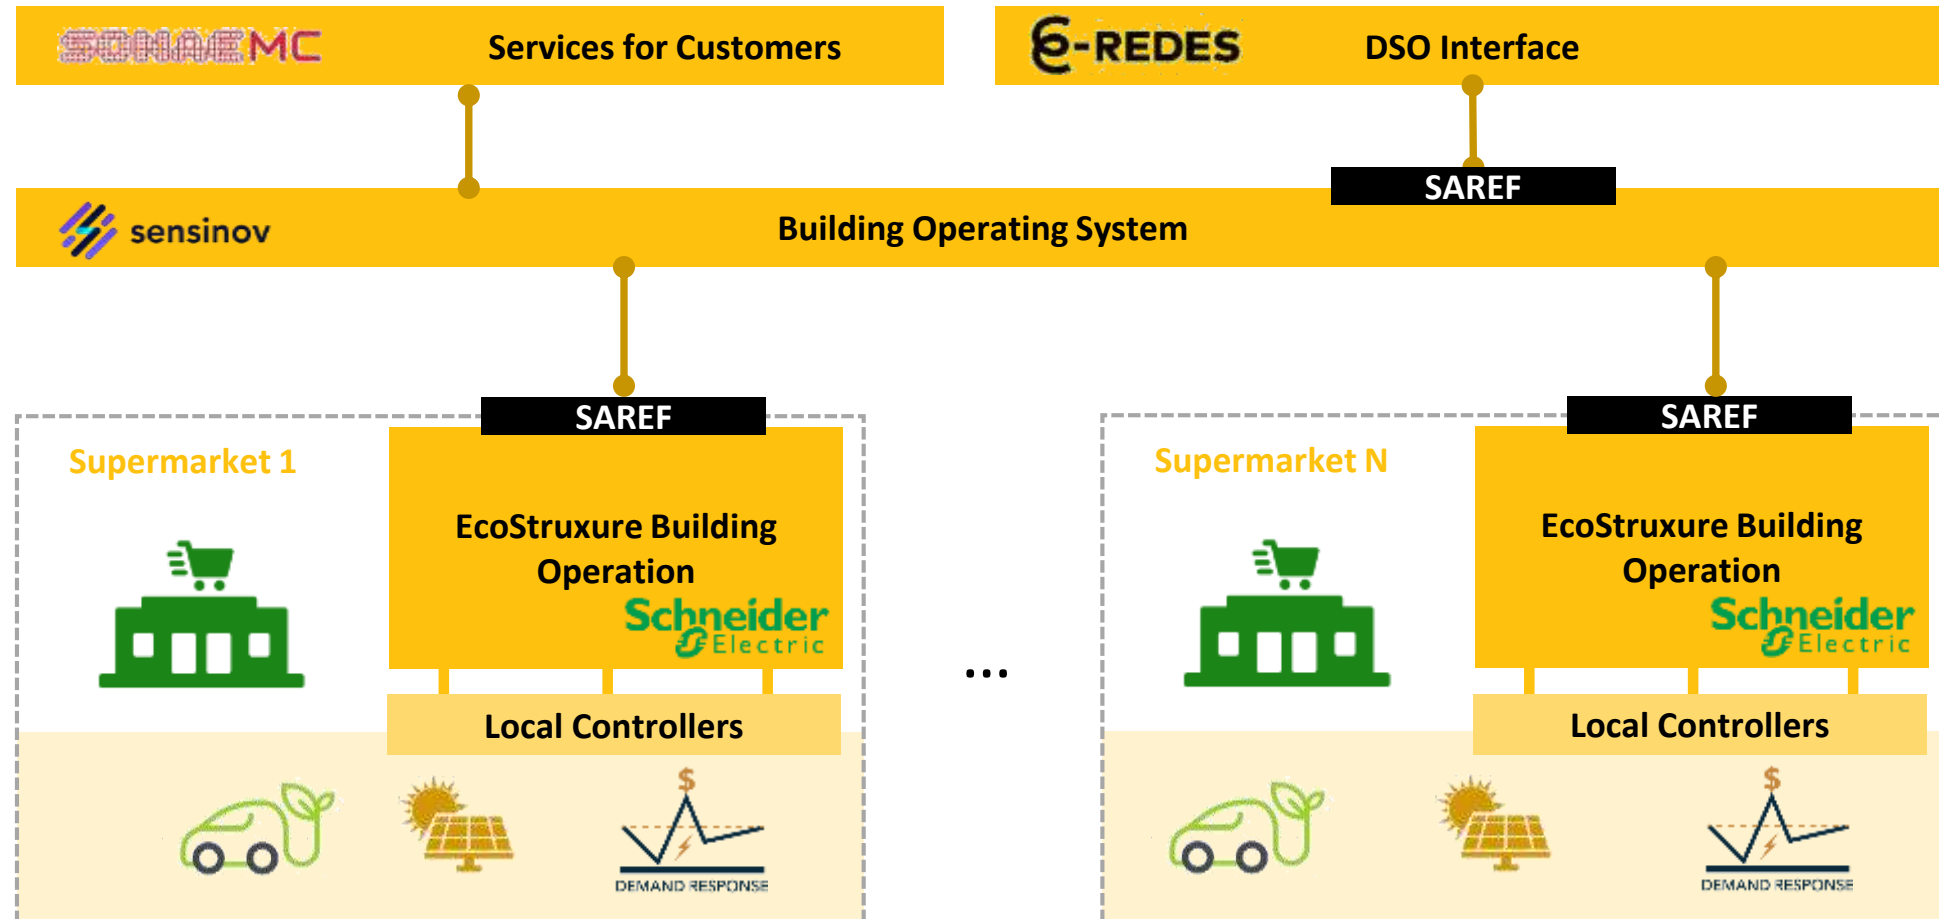 SONAE MC
Services for Customers
E-REDES
DSO Interface
SAREF
sensinov
Building Operating System
SAREF
SAREF
Supermarket 1
EcoStruxure Building
Operation
Schneider
Electric
Local Controllers
$
DEMAND RESPONSE
...
Supermarket N
EcoStruxure Building
Operation
Schneider
Electric
Local Controllers
$
DEMAND RESPONSE